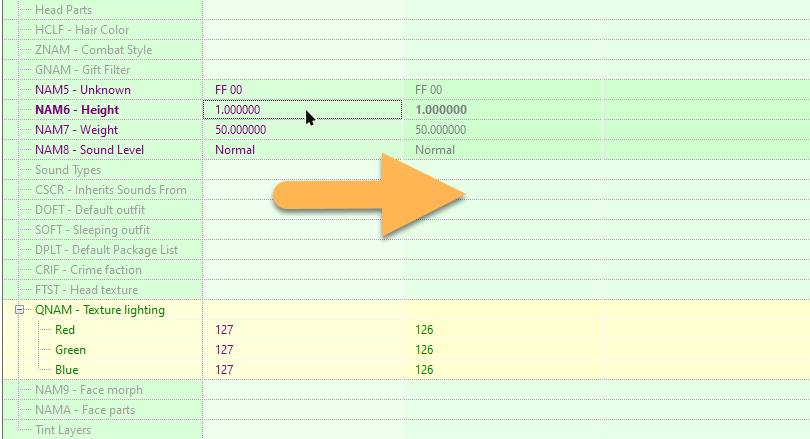 Head Parts
HCLF - Hair Color
ZNAM - Combat Style
GNAM - Gift Filter
NAM5 - Unknown FF 00 FF 00
NAM6 - Height 1.000000 1.000000
NAM7 - Weight 50.000000 50.000000
NAM8 - Sound Level Normal Normal
Sound Types
CSCR - Inherits Sounds From
DOFT - Default outfit
SOFT - Sleeping outfit
DPLT - Default Package List
CRIF - Crime faction
FTST - Head texture
QNAM - Texture lighting
Red 127 126
Green 127 126
Blue 127 126
NAM9 - Face morph
NAMA - Face parts
Tint Layers